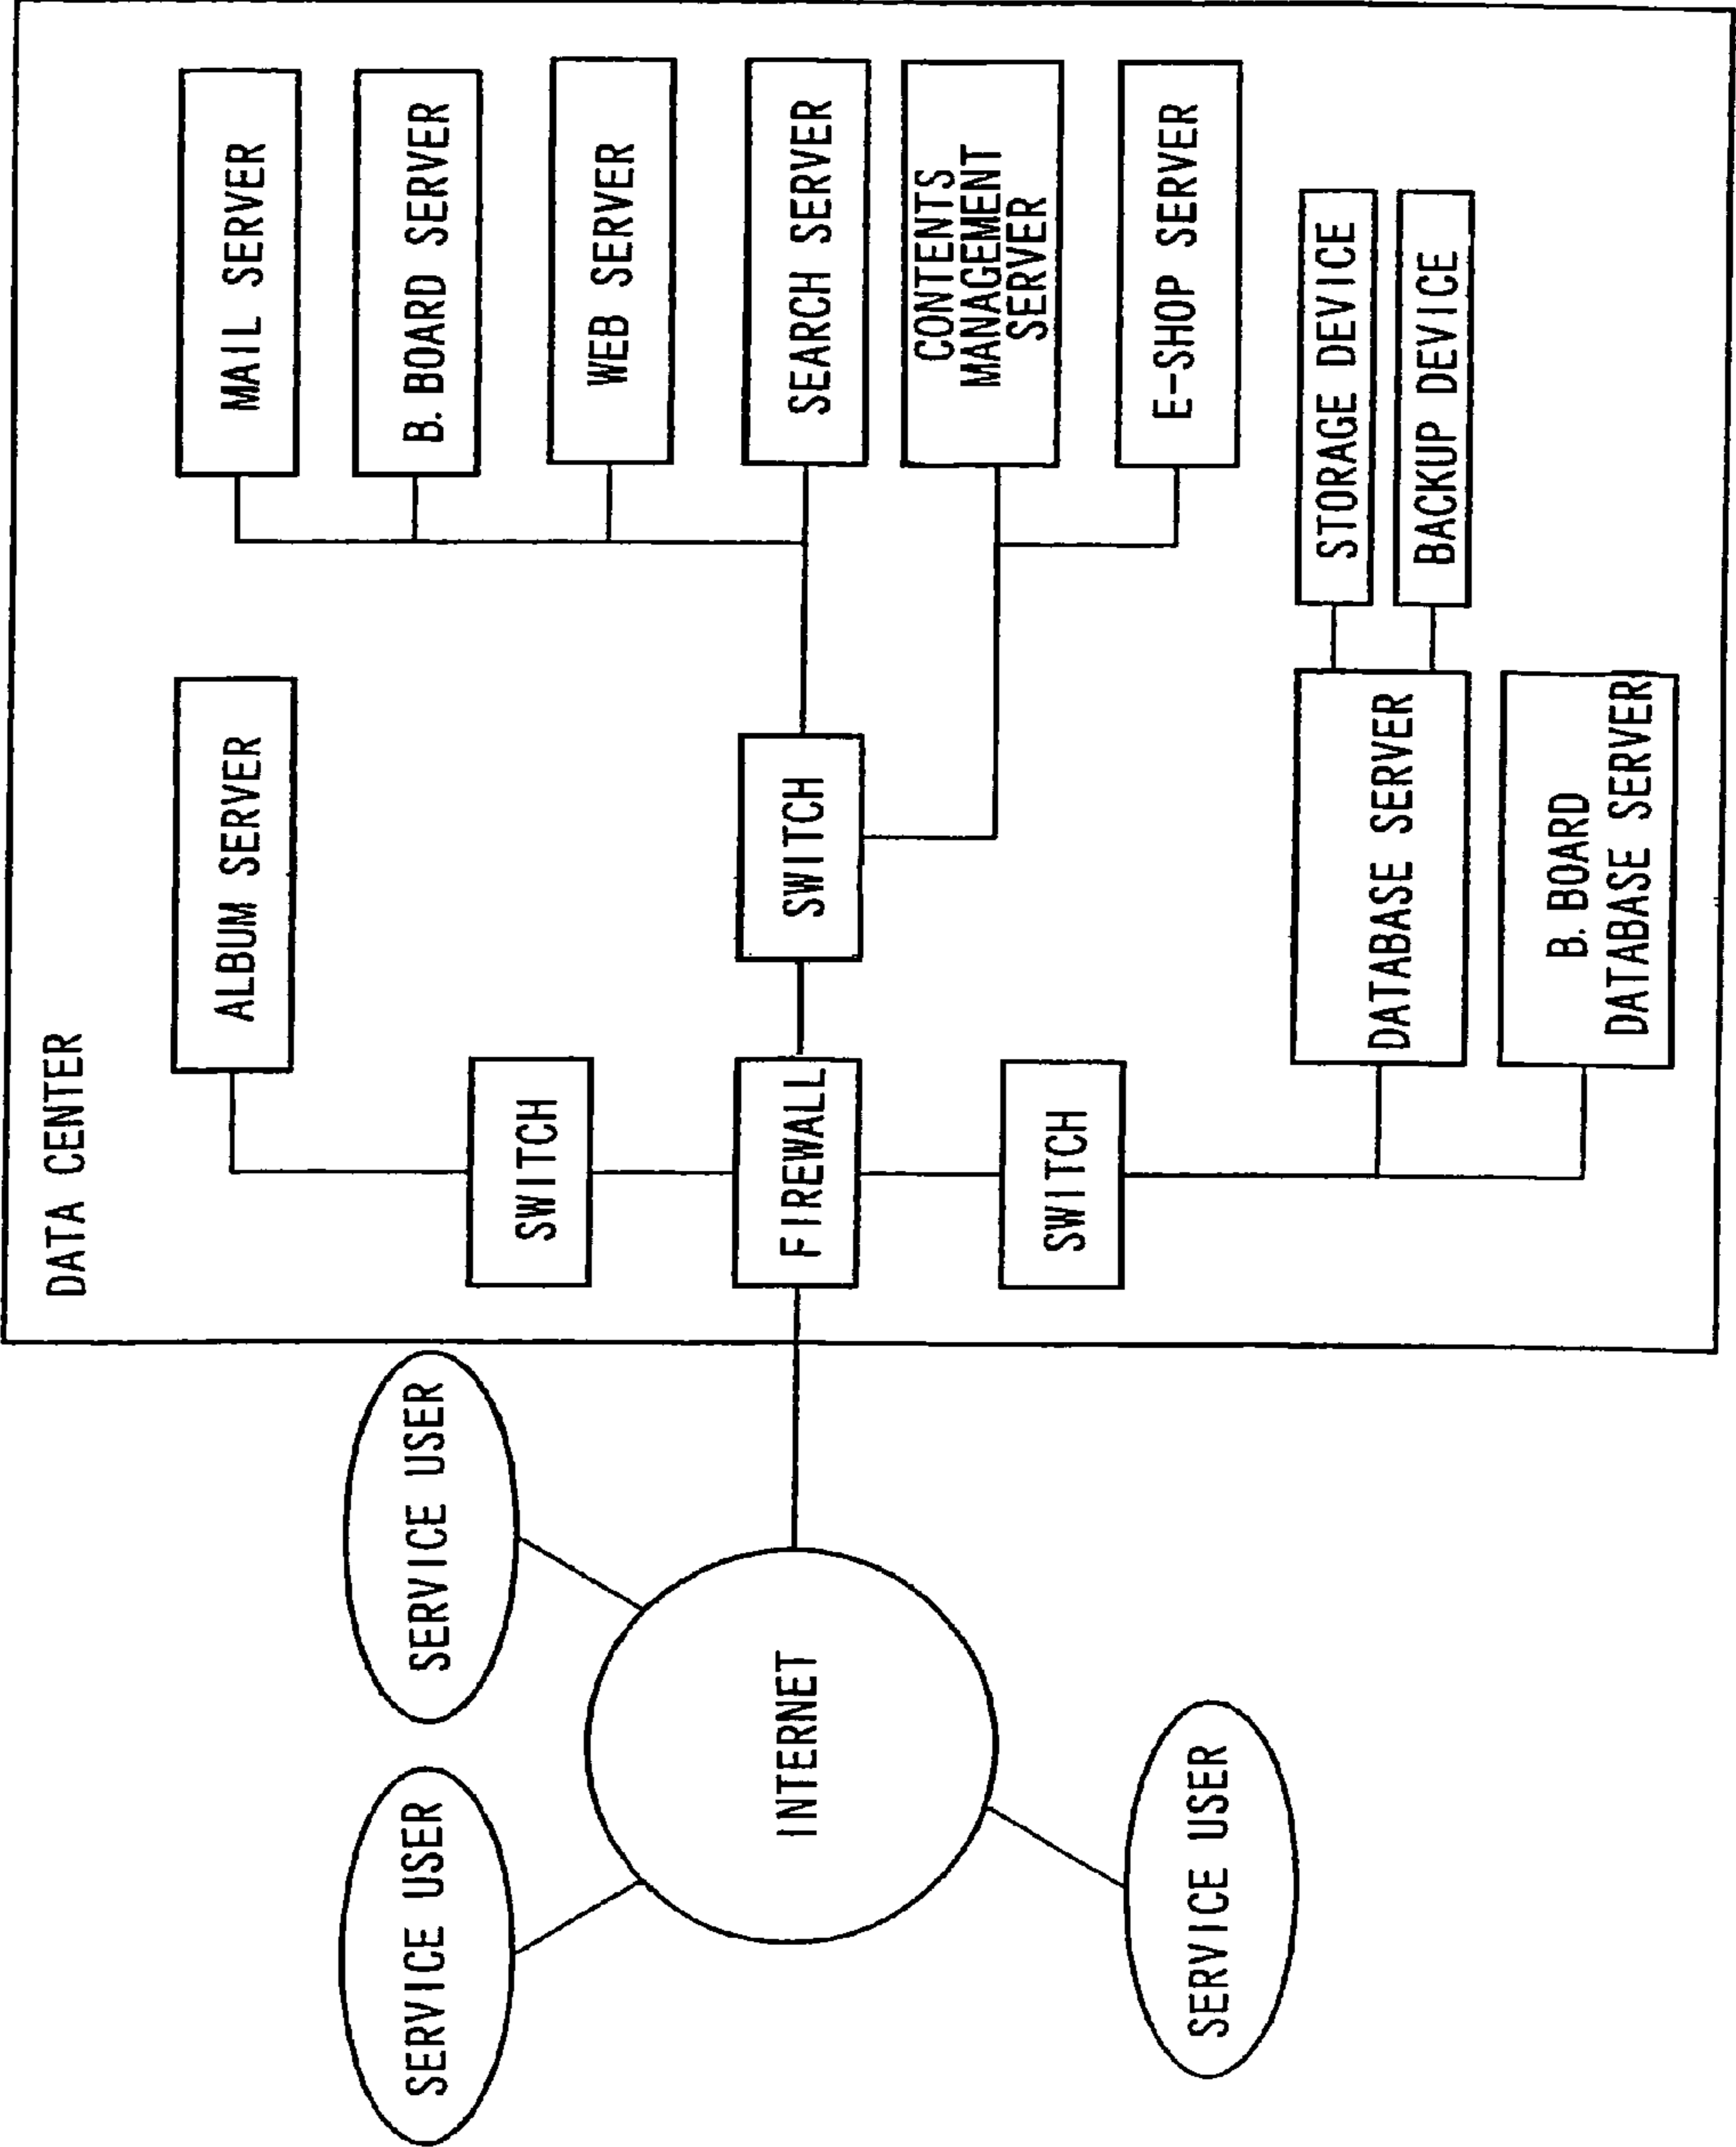 DATA CENTER
ALBUM SERVER
MAIL SERVER
B. BOARD SERVER
WEB SERVER
SEARCH SERVER
CONTENTS
MANAGEMENT
SERVER
E-SHOP SERVER
SWITCH
SWITCH
FIREWALL
SWITCH
STORAGE DEVICE
BACKUP DEVICE
DATABASE SERVER
B. BOARD
DATABASE SERVER
SERVICE USER
SERVICE USER
INTERNET
SERVICE USER